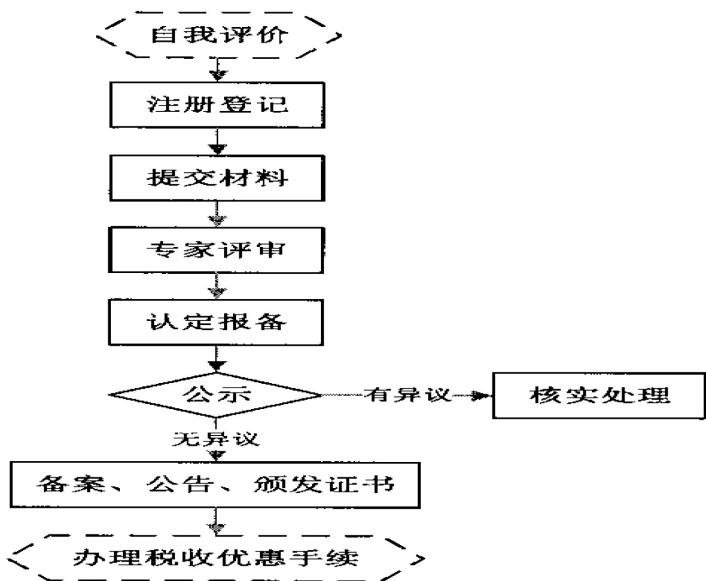 自我评价
注册登记
提交材料
专家评审
认定报备
公示
有异议
核实处理
无异议
备案、公告、颁发证书
办理税收优惠手续